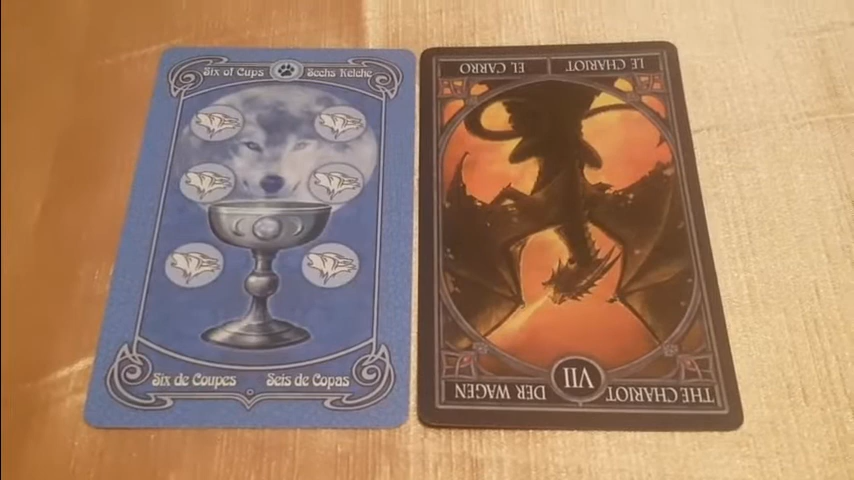 Six of Cups Sechs Kelche
Six de Coupes Seis de Copas
THE CHARIOT VII DER WAGEN
LE CHARIOT EL CARRO